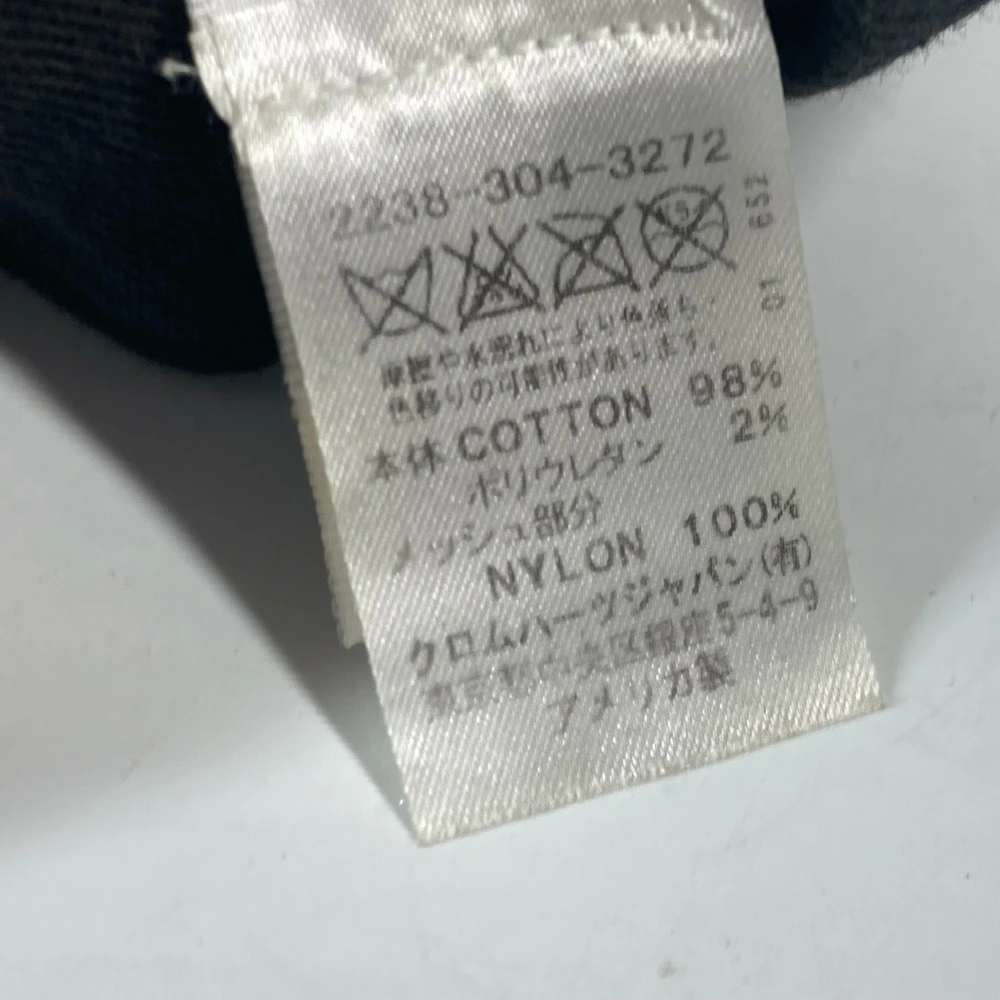 2238-304-3272
652
01
摩擦や水濡れにより色落ち・
色移りの可能性があります。
本体 COTTON 98%
ポリウレタン 2%
メッシュ部分
NYLON 100%
クロムハーツジャパン(有)
東京都中央区銀座5-4-9
アメリカ製